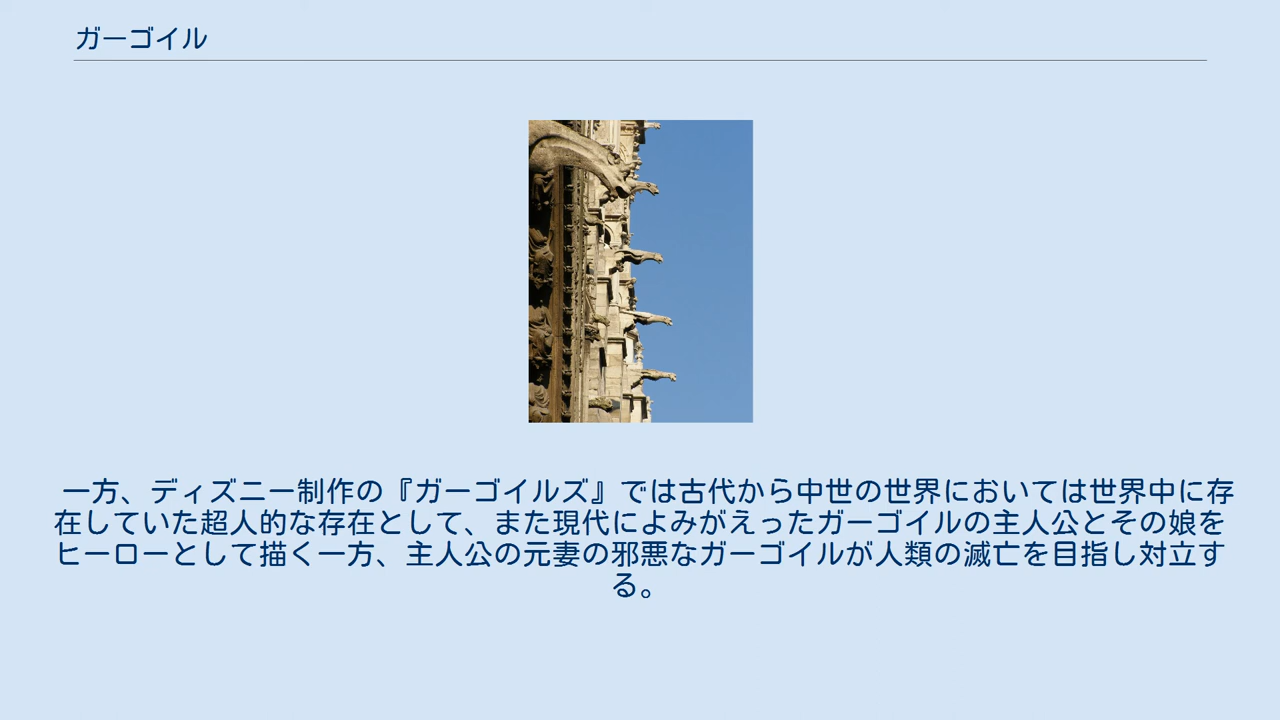 ガーゴイル
一方、ディズニー制作の『ガーゴイルズ』では古代から中世の世界においては世界中に存
在していた超人的な存在として、また現代によみがえったガーゴイルの主人公とその娘を
ヒーローとして描く一方、主人公の元妻の邪悪なガーゴイルが人類の滅亡を目指し対立す
る。